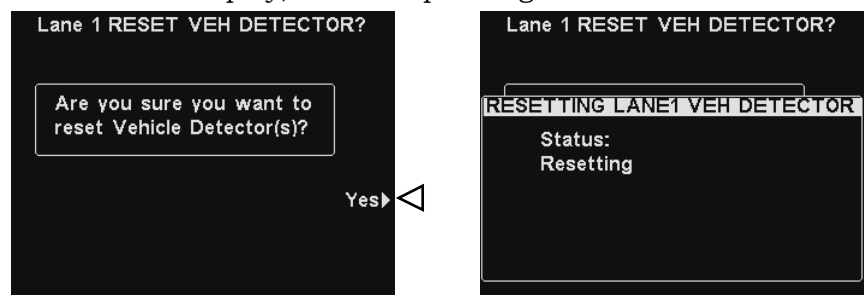 Lane 1 RESET VEH DETECTOR?
Are you sure you want to
reset Vehicle Detector(s)?
Yes
Lane 1 RESET VEH DETECTOR?
RESETTING LANE1 VEH DETECTOR
Status:
Resetting